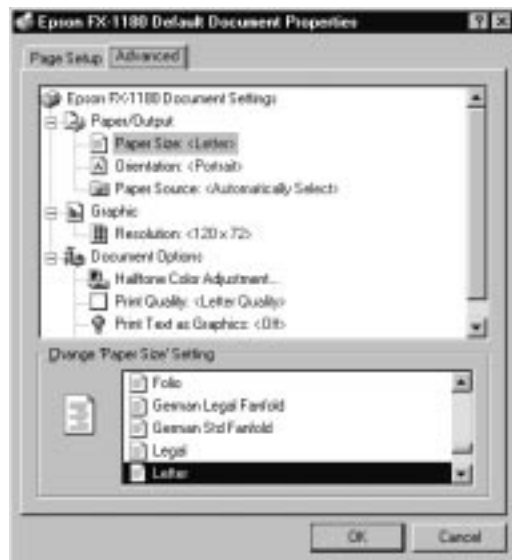 Epson FX-1180 Default Document Properties
Page Setup Advanced
Epson FX-1180 Document Settings
Paper/Output
Paper Size: <Letter>
Orientation: <Portrait>
Paper Source: <Automatically Select>
Graphic
Resolution: <120 x 72>
Document Options
Halftone Color Adjustment...
Print Quality: <Letter Quality>
Print Text as Graphics: <Off>
Change 'Paper Size' Setting
Folio
German Legal Fanfold
German Std Fanfold
Legal
Letter
OK Cancel